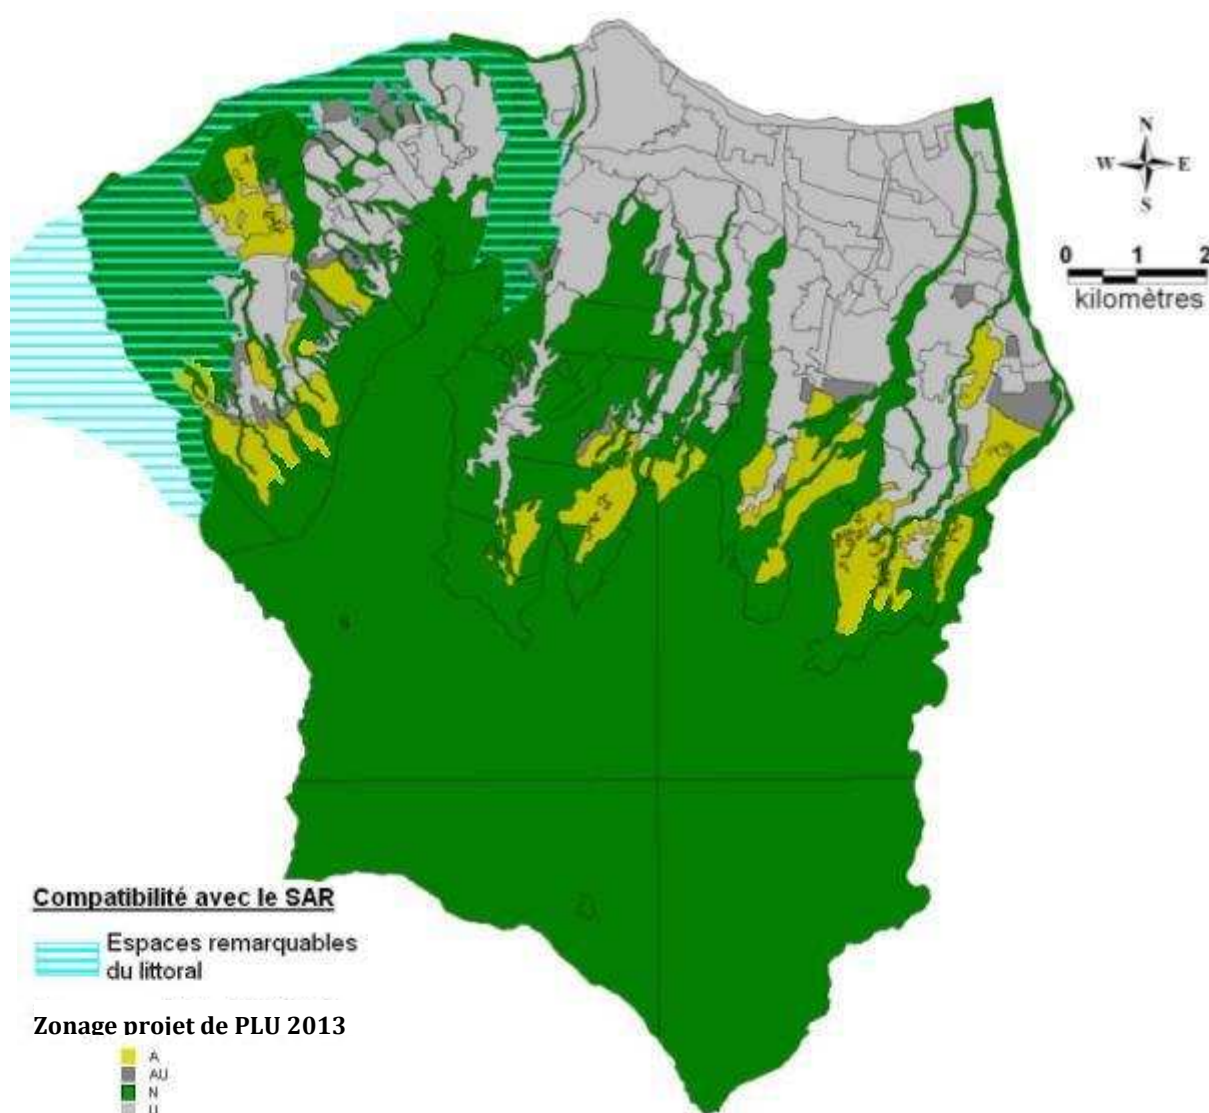 N
W E
S
0 1 2
kilomètres
Compatibilité avec le SAR
Espaces remarquables
du littoral
Zonage projet de PLU 2013
A
AU
N
U